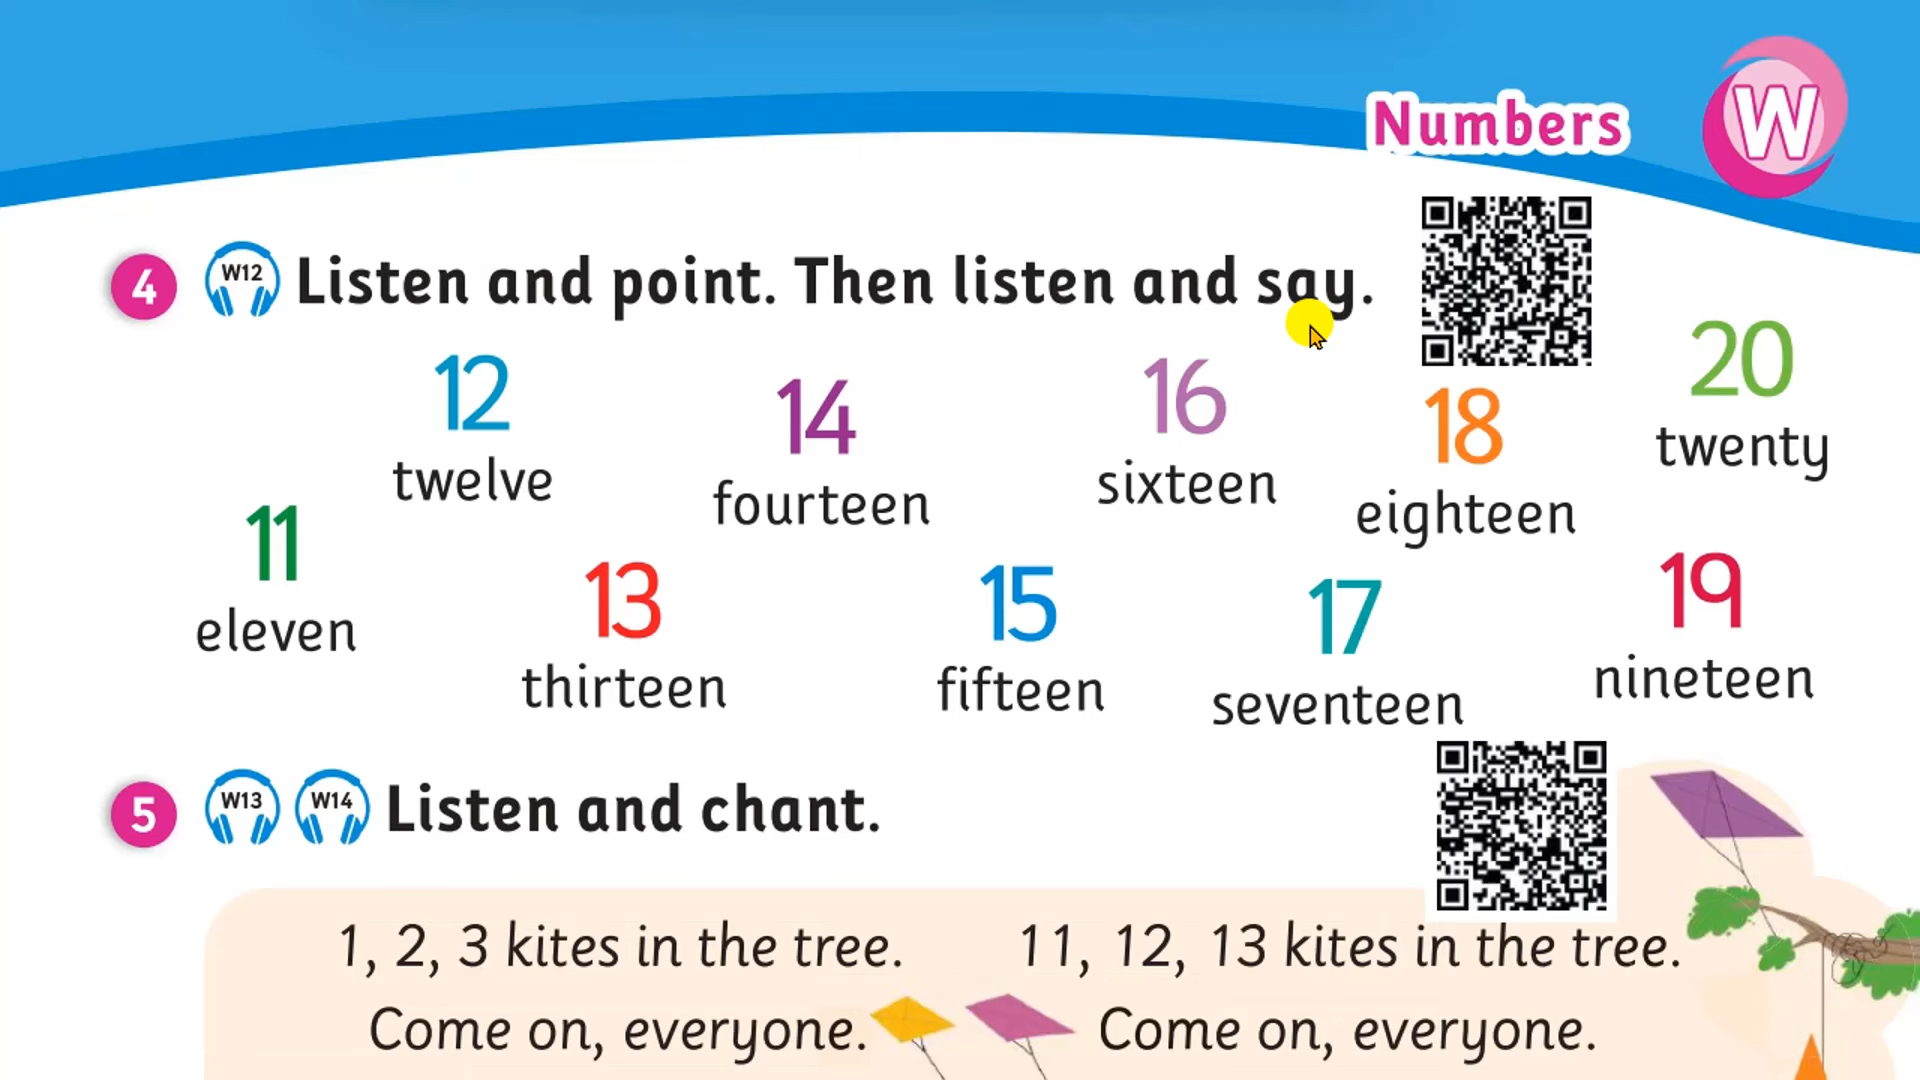 Numbers
W
4 W12 Listen and point. Then listen and say.
11
eleven
12
twelve
13
thirteen
14
fourteen
15
fifteen
16
sixteen
17
seventeen
18
eighteen
19
nineteen
20
twenty
5 W13 W14 Listen and chant.
1, 2, 3 kites in the tree.
Come on, everyone.
11, 12, 13 kites in the tree.
Come on, everyone.